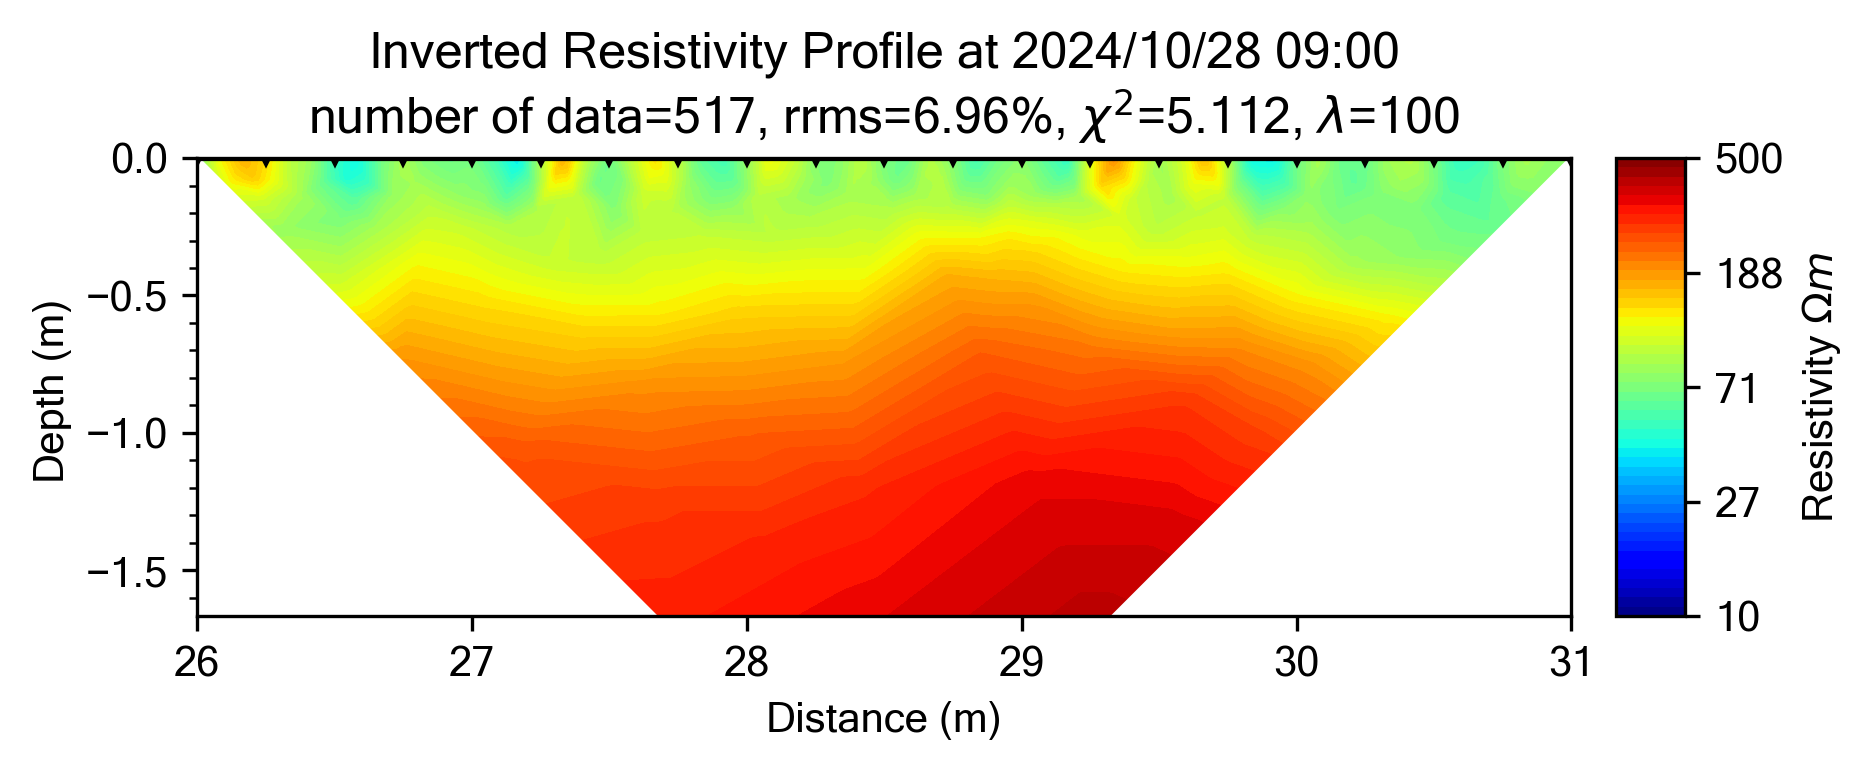 Inverted Resistivity Profile at 2024/10/28 09:00
number of data=517, rrms=6.96%, χ²=5.112, λ=100
0.0
−0.5
−1.0
−1.5
Depth (m)
26 27 28 29 30 31
Distance (m)
500
188
71
27
10
Resistivity Ωm